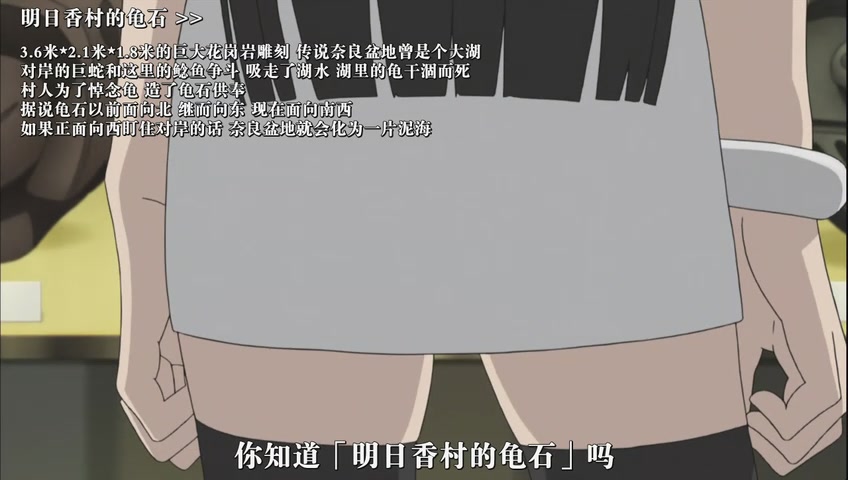 明日香村的龟石 >>
3.6米*2.1米*1.8米的巨大花岗岩雕刻 传说奈良盆地曾是个大湖
对岸的巨蛇和这里的鲶鱼争斗 吸走了湖水 湖里的龟干涸而死
村人为了悼念龟 造了龟石供奉
据说龟石以前面向北 继而向东 现在面向南西
如果正面向西盯住对岸的话 奈良盆地就会化为一片泥海
你知道「明日香村的龟石」吗